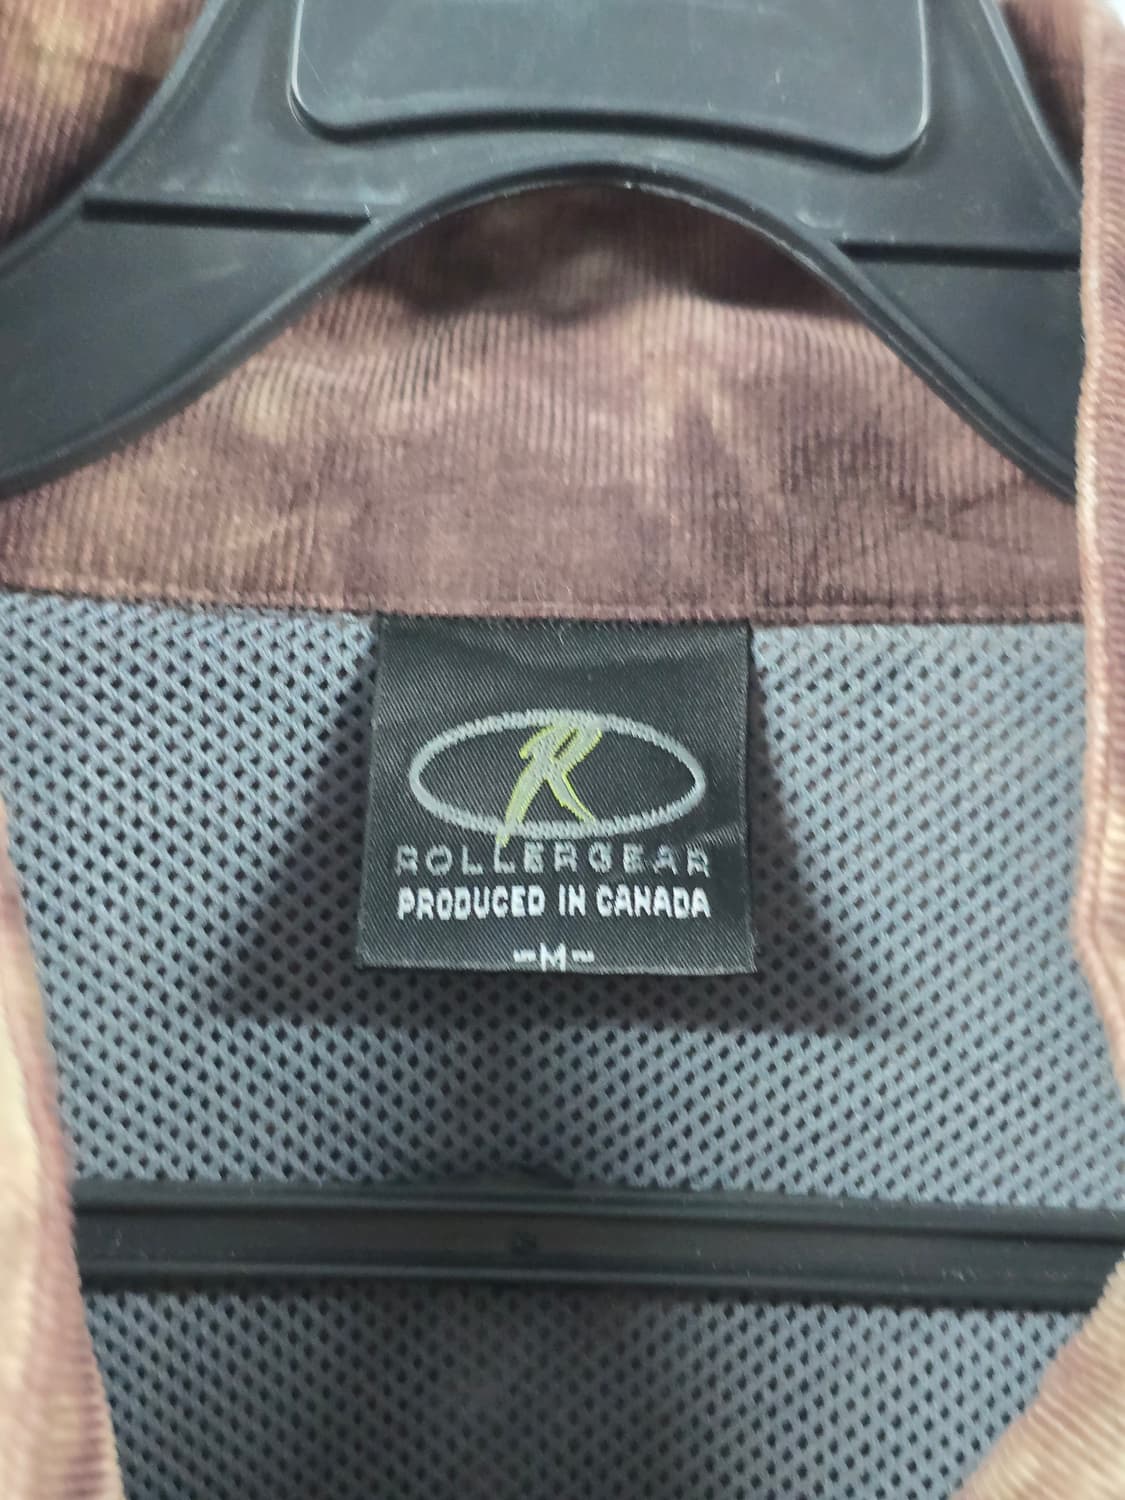 R
ROLLERGEAR
PRODUCED IN CANADA
-M-